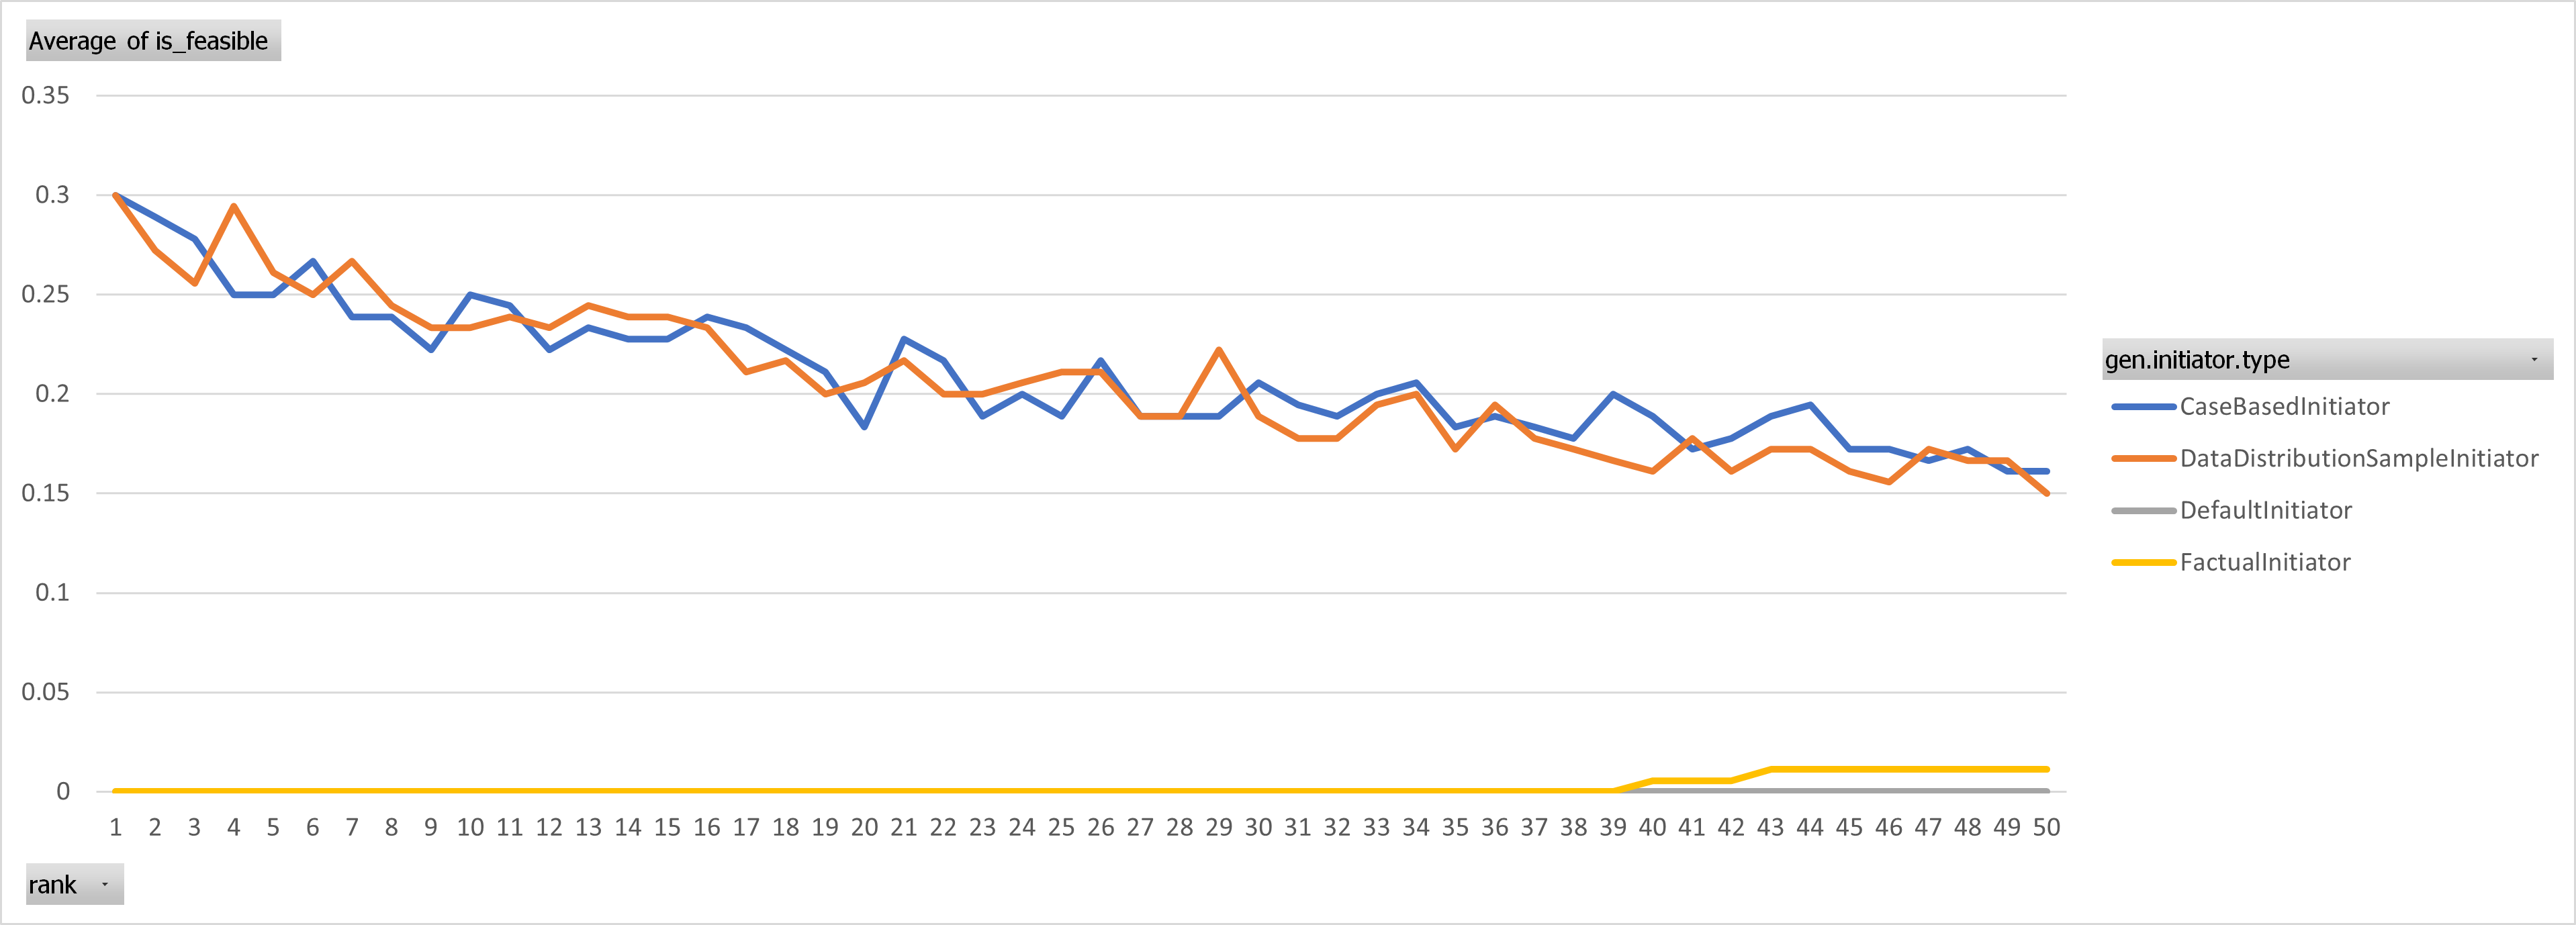 Average of is_feasible
0.35
0.3
0.25
0.2
0.15
0.1
0.05
0
1 2 3 4 5 6 7 8 9 10 11 12 13 14 15 16 17 18 19 20 21 22 23 24 25 26 27 28 29 30 31 32 33 34 35 36 37 38 39 40 41 42 43 44 45 46 47 48 49 50
rank
gen.initiator.type
CaseBasedInitiator
DataDistributionSampleInitiator
DefaultInitiator
FactualInitiator